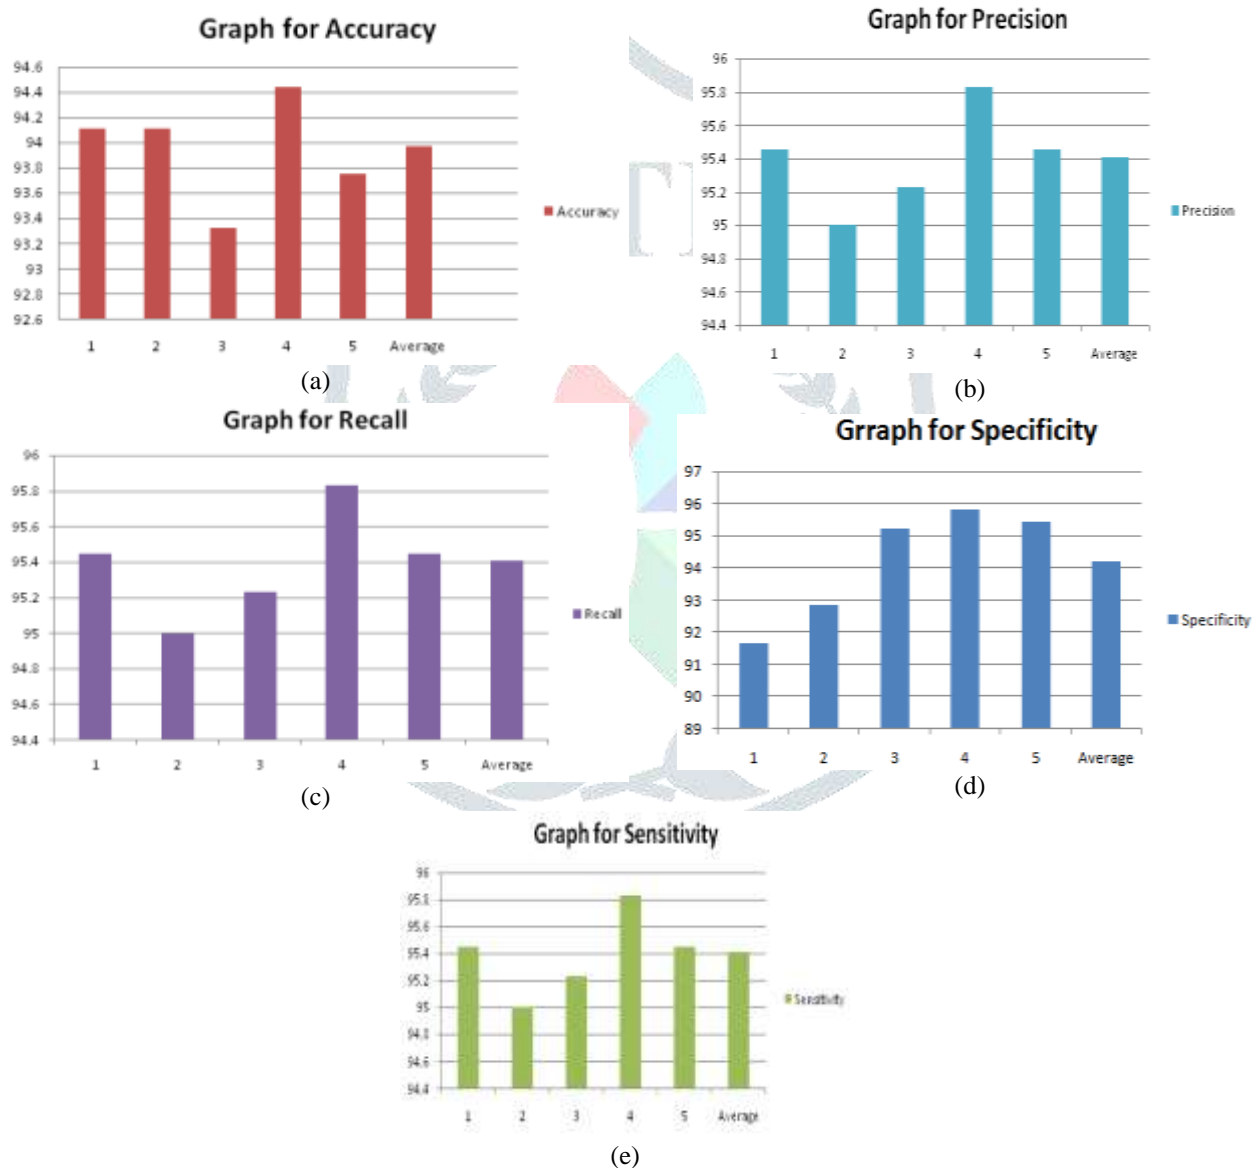 Graph for Accuracy
94.6
94.4
94.2
94
93.8
93.6
93.4
93.2
93
92.8
92.6
1 2 3 4 5 Average
Accuracy
(a)
Graph for Precision
96
95.8
95.6
95.4
95.2
95
94.8
94.6
94.4
1 2 3 4 5 Average
Precision
(b)
Graph for Recall
96
95.8
95.6
95.4
95.2
95
94.8
94.6
94.4
1 2 3 4 5 Average
Recall
(c)
Grraph for Specificity
97
96
95
94
93
92
91
90
89
1 2 3 4 5 Average
Specificity
(d)
Graph for Sensitivity
96
95.8
95.6
95.4
95.2
95
94.8
94.6
94.4
1 2 3 4 5 Average
Sensitivity
(e)